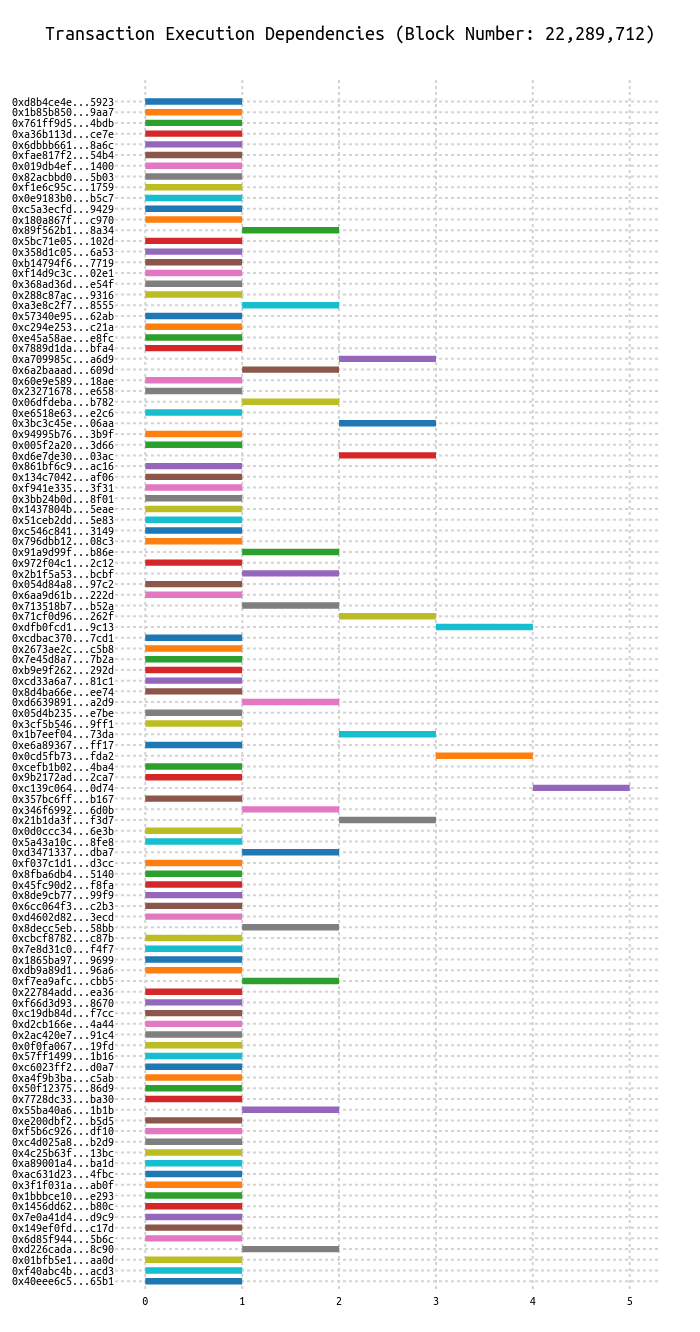 Transaction Execution Dependencies (Block Number: 22,289,712)
0xd8b4ce4e...5923
0x1b85b850...9aa7
0x761ff9d5...4bdb
0xa36b113d...ce7e
0x6dbbb661...8a6c
0xfae817f2...54b4
0x019db4ef...1400
0x82acbbd0...5b03
0xf1e6c95c...1759
0x0e9183b0...b5c7
0xc5a3ecfd...9429
0x180a867f...c970
0x89f562b1...8a34
0x5bc71e05...102d
0x358d1c05...6a53
0xb14794f6...7719
0xf14d9c3c...02e1
0x368ad36d...e54f
0x288c87ac...9316
0xa3e8c2f7...8555
0x57340e95...62ab
0xc294e253...c21a
0xe45a58ae...e8fc
0x7889d1da...bfa4
0xa709985c...a6d9
0x6a2baaad...609d
0x60e9e589...18ae
0x23271678...e658
0x06dfdeba...b782
0xe6518e63...e2c6
0x3bc3c45e...06aa
0x94995b76...3b9f
0x005f2a20...3d66
0xd6e7de30...03ac
0x861bf6c9...ac16
0x134c7042...af06
0xf941e335...3f31
0x3bb24b0d...8f01
0x1437804b...5eae
0x51ceb2dd...5e83
0xc546c841...3149
0x796dbb12...08c3
0x91a9d99f...b86e
0x972f04c1...2c12
0x2b1f5a53...bcbf
0x054d84a8...97c2
0x6aa9d61b...222d
0x713518b7...b52a
0x71cf0d96...262f
0xdfb0fcd1...9c13
0xcdbac370...7cd1
0x2673ae2c...c5b8
0x7e45d8a7...7b2a
0xb9e9f262...292d
0xcd33a6a7...81c1
0x8d4ba66e...ee74
0xd6639891...a2d9
0x05d4b235...e7be
0x3cf5b546...9ff1
0x1b7eef04...73da
0xe6a89367...ff17
0x0cd5fb73...fda2
0xcefb1b02...4ba4
0x9b2172ad...2ca7
0xc139c064...0d74
0x357bc6ff...b167
0x346f6992...6d0b
0x21b1da3f...f3d7
0x0d0ccc34...6e3b
0x5a43a10c...8fe8
0xd3471337...dba7
0xf037c1d1...d3cc
0x8fba6db4...5140
0x45fc90d2...f8fa
0x8de9cb77...99f9
0x6cc064f3...c2b3
0xd4602d82...3ecd
0x8decc5eb...58bb
0xcbcf8782...c87b
0x7e8d31c0...f4f7
0x1865ba97...9699
0xdb9a89d1...96a6
0xf7ea9afc...cbb5
0x22784add...ea36
0xf66d3d93...8670
0xc19db84d...f7cc
0xd2cb166e...4a44
0x2ac420e7...91c4
0x0f0fa067...19fd
0x57ff1499...1b16
0xc6023ff2...d0a7
0xa4f9b3ba...c5ab
0x50f12375...86d9
0x7728dc33...ba30
0x55ba40a6...1b1b
0xe200dbf2...b5d5
0xf5b6c926...df10
0xc4d025a8...b2d9
0x4c25b63f...13bc
0xa89001a4...ba1d
0xac631d23...4fbc
0x3f1f031a...ab0f
0x1bbbce10...e293
0x1456dd62...b80c
0x7e0a41d4...d9c9
0x149ef0fd...c17d
0x6d85f944...5b6c
0xd226cada...8c90
0x01bfb5e1...aa0d
0xf40abc4b...acd3
0x40eee6c5...65b1
0 1 2 3 4 5